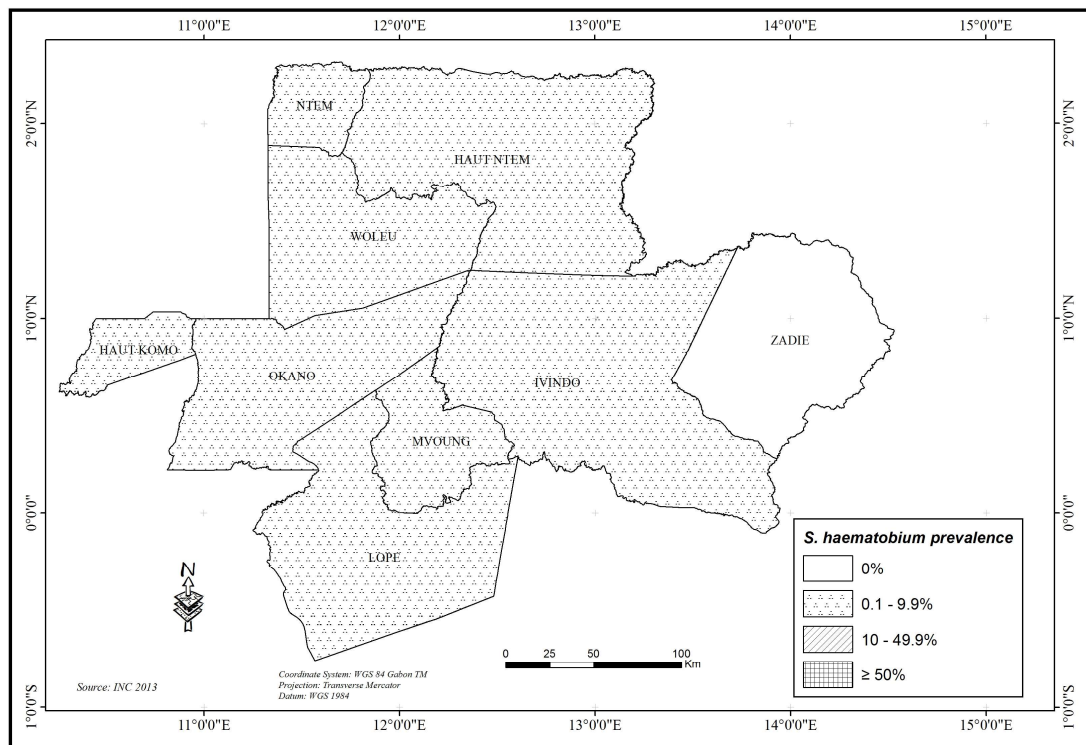 11°0'0"E 12°0'0"E 13°0'0"E 14°0'0"E 15°0'0"E
2°0'0"N
2°0'0"N
NTEM
HAUT NTEM
WOLEU
1°0'0"N
1°0'0"N
HAUT KOMO
OKANO
IVINDO
ZADIE
MVOUNG
LOPE
0°0'0"
0°0'0"
N
S. haematobium prevalence
0%
0.1 - 9.9%
10 - 49.9%
≥ 50%
0 25 50 100
Km
Source: INC 2013
Coordinate System: WGS 84 Gabon TM
Projection: Transverse Mercator
Datum: WGS 1984
1°0'0"S
1°0'0"S
11°0'0"E 12°0'0"E 13°0'0"E 14°0'0"E 15°0'0"E